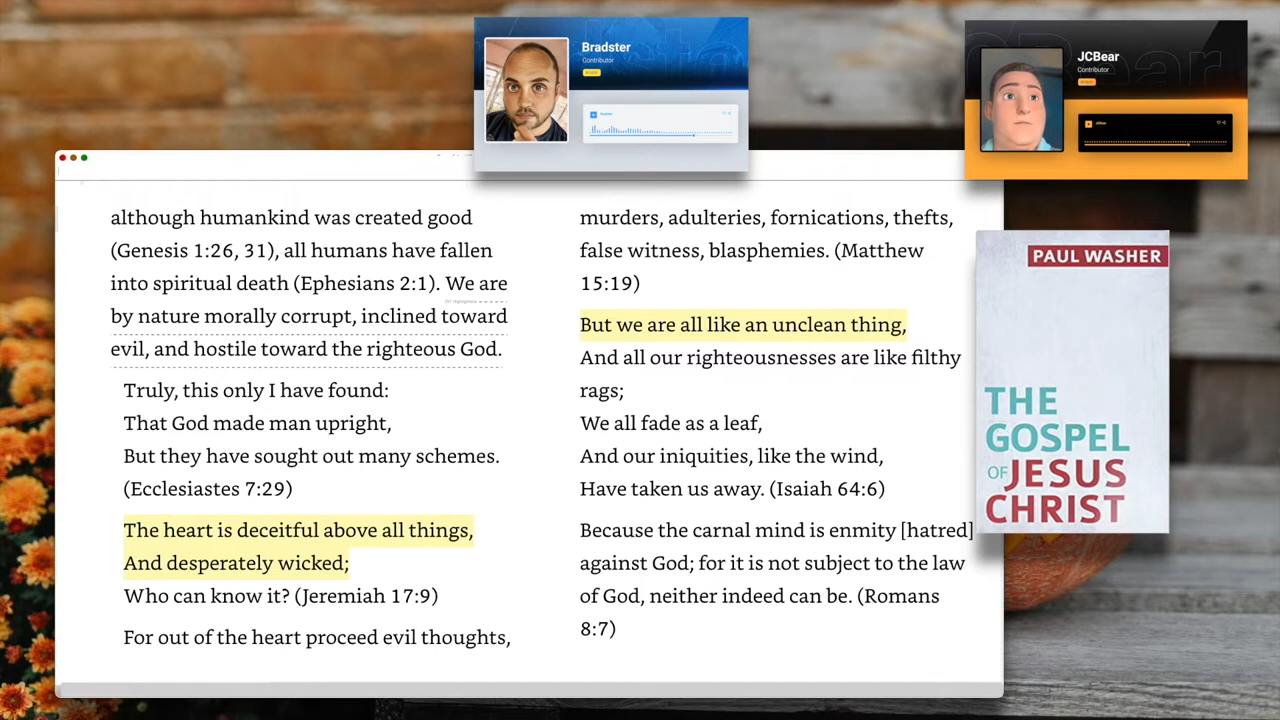 Bradster
Contributor
JCBear
Contributor
although humankind was created good
(Genesis 1:26, 31), all humans have fallen
into spiritual death (Ephesians 2:1). We are
by nature morally corrupt, inclined toward
evil, and hostile toward the righteous God.
Truly, this only I have found:
That God made man upright,
But they have sought out many schemes.
(Ecclesiastes 7:29)
The heart is deceitful above all things,
And desperately wicked;
Who can know it? (Jeremiah 17:9)
For out of the heart proceed evil thoughts,
murders, adulteries, fornications, thefts,
false witness, blasphemies. (Matthew
15:19)
But we are all like an unclean thing,
And all our righteousnesses are like filthy
rags;
We all fade as a leaf,
And our iniquities, like the wind,
Have taken us away. (Isaiah 64:6)
Because the carnal mind is enmity [hatred]
against God; for it is not subject to the law
of God, neither indeed can be. (Romans
8:7)
PAUL WASHER
THE
GOSPEL
OF JESUS
CHRIST